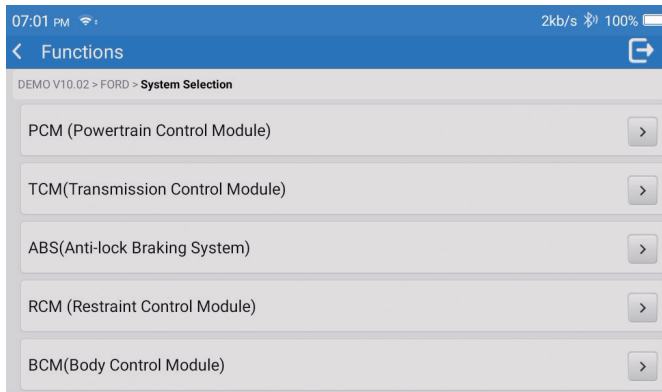 07:01 PM 2kb/s 100%
Functions
DEMO V10.02 > FORD > System Selection
PCM (Powertrain Control Module)
TCM(Transmission Control Module)
ABS(Anti-lock Braking System)
RCM (Restraint Control Module)
BCM(Body Control Module)